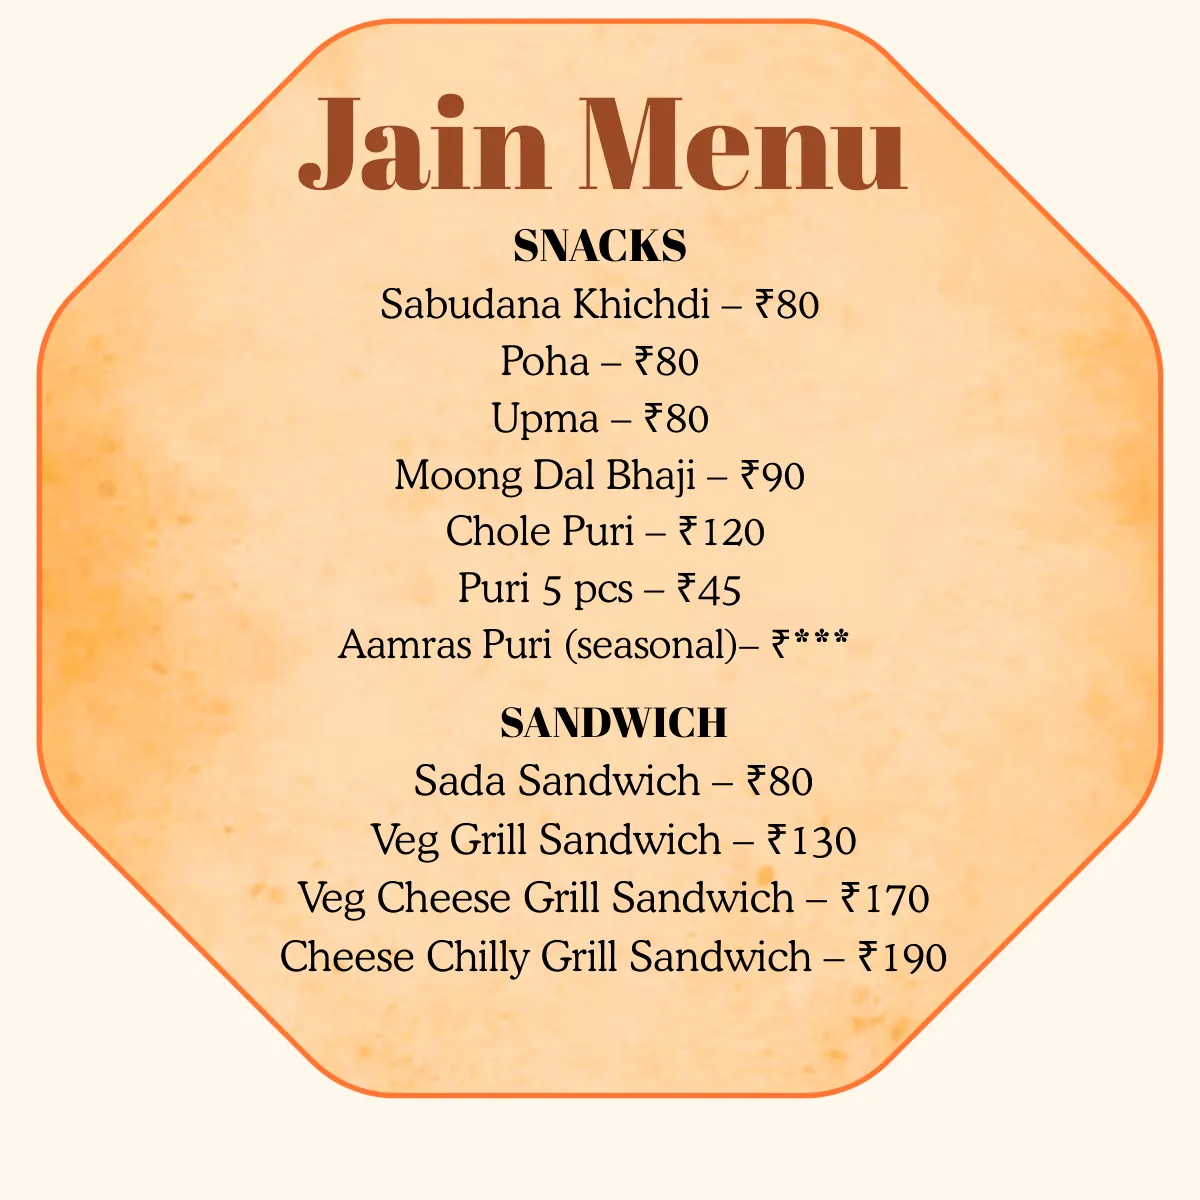 Jain Menu
SNACKS
Sabudana Khichdi – ₹80
Poha – ₹80
Upma – ₹80
Moong Dal Bhaji – ₹90
Chole Puri – ₹120
Puri 5 pcs – ₹45
Aamras Puri (seasonal)– ₹***
SANDWICH
Sada Sandwich – ₹80
Veg Grill Sandwich – ₹130
Veg Cheese Grill Sandwich – ₹170
Cheese Chilly Grill Sandwich – ₹190